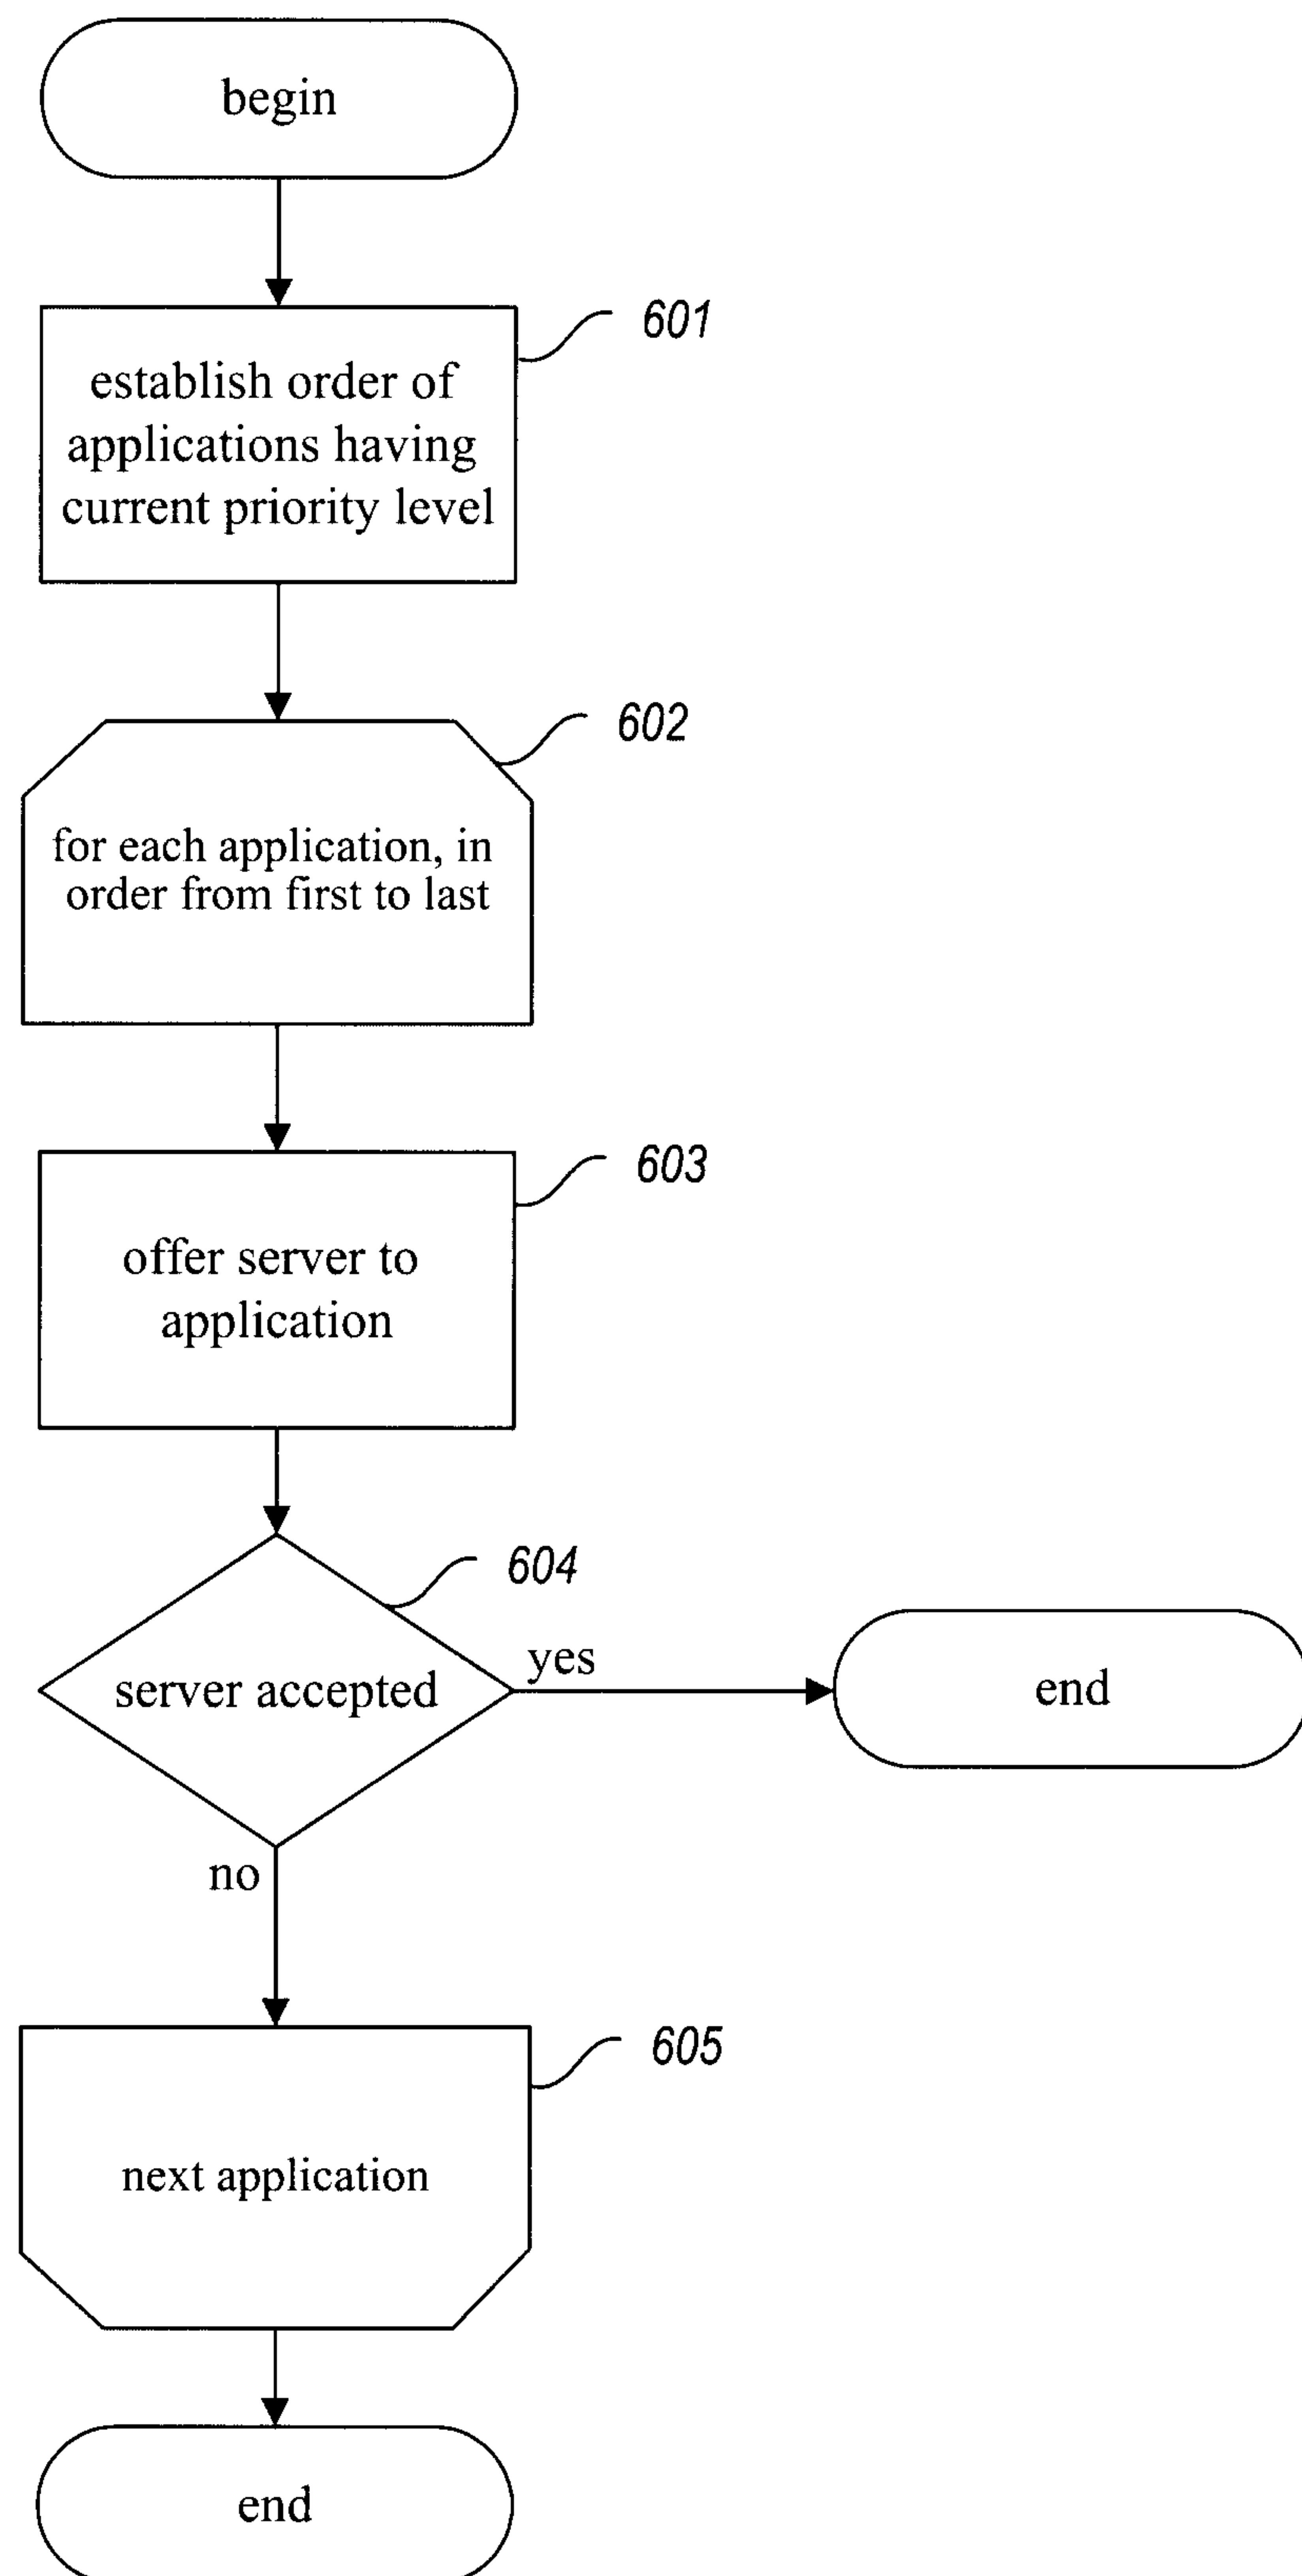 begin
601
establish order of
applications having
current priority level
602
for each application, in
order from first to last
603
offer server to
application
604
server accepted
yes
end
no
605
next application
end